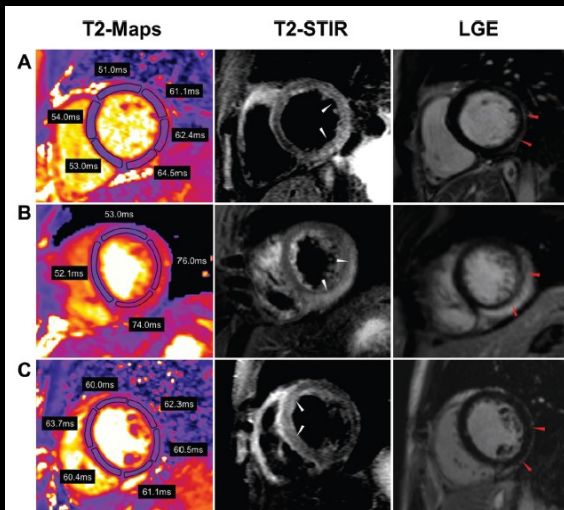 T2-Maps T2-STIR LGE
A
51.0ms
61.1ms
54.0ms
62.4ms
53.0ms
64.5ms
B
53.0ms
76.0ms
52.1ms
74.0ms
C
60.0ms
62.3ms
63.7ms
60.5ms
60.4ms
61.1ms